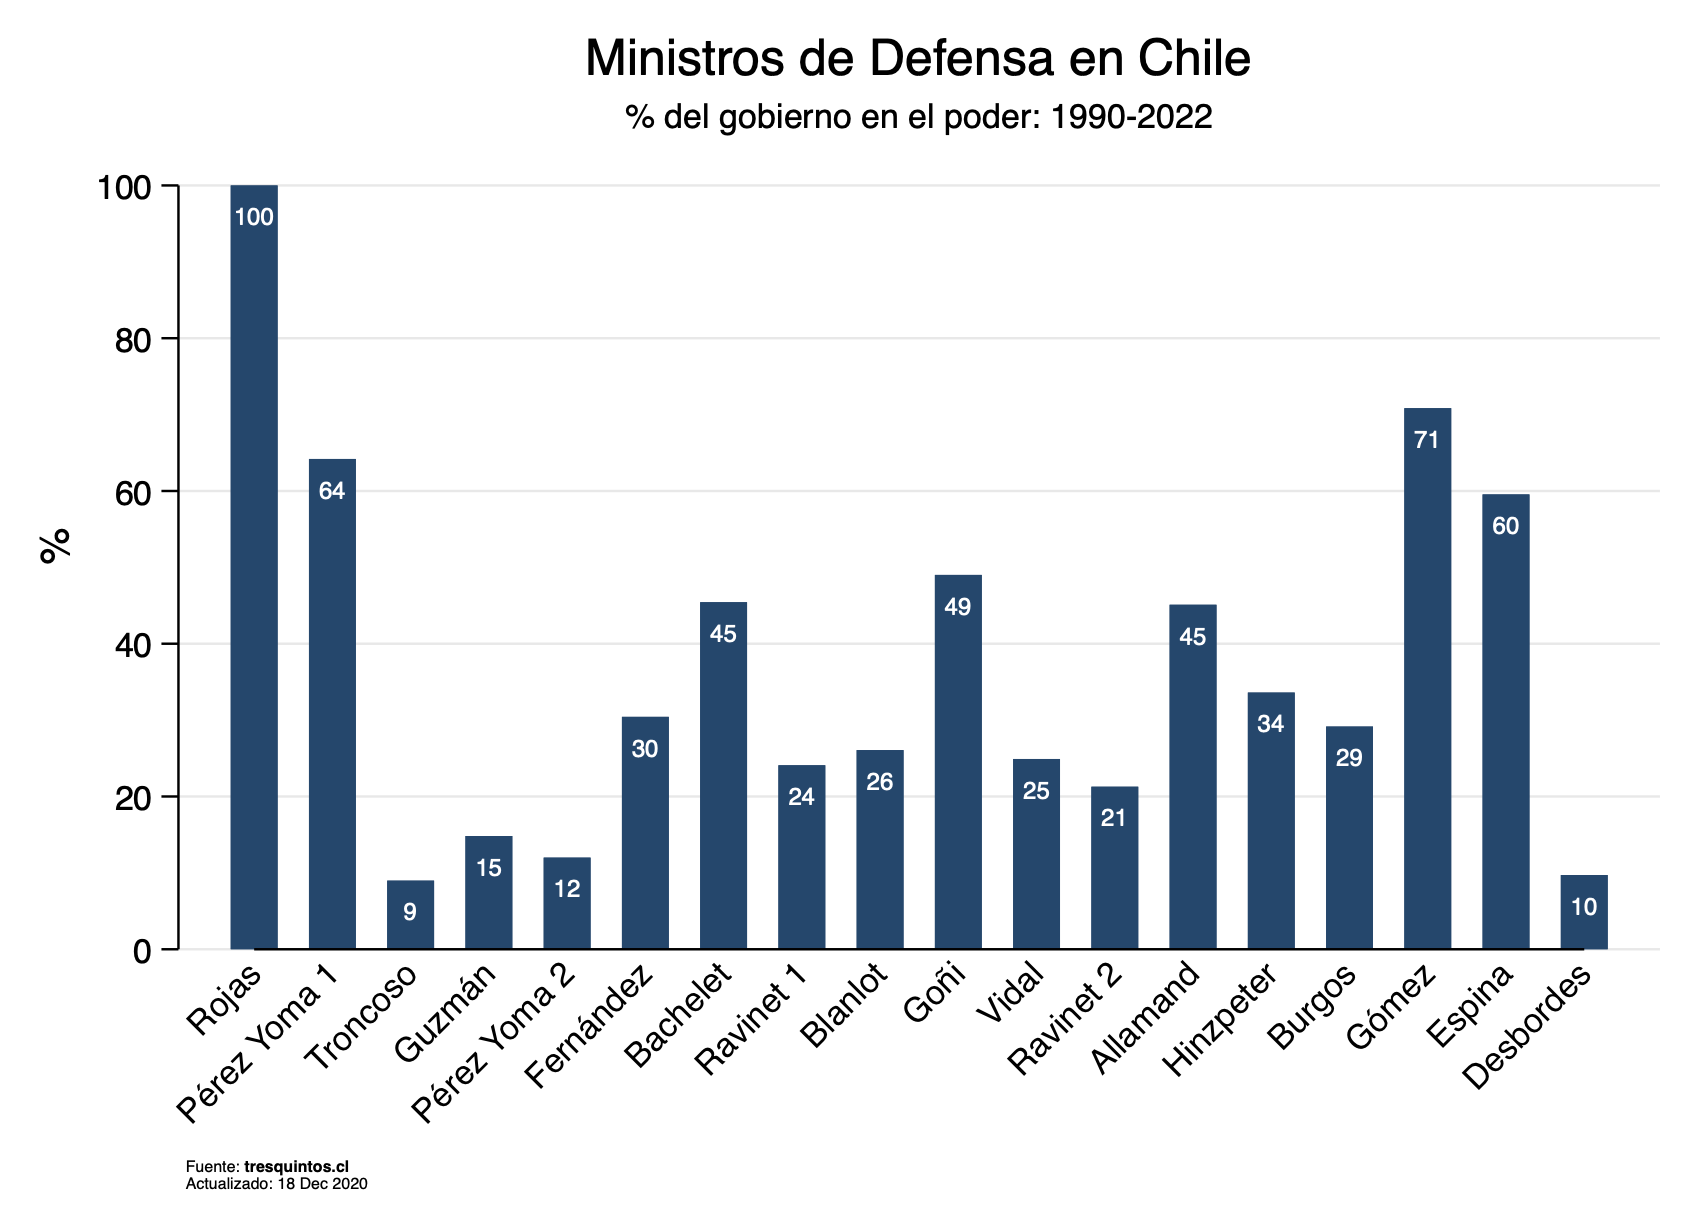 Ministros de Defensa en Chile
% del gobierno en el poder: 1990-2022
%
100
80
60
40
20
0
100
64
9
15
12
30
45
24
26
49
25
21
45
34
29
71
60
10
Rojas
Pérez Yoma 1
Troncoso
Guzmán
Pérez Yoma 2
Fernández
Bachelet
Ravinet 1
Blanlot
Goñi
Vidal
Ravinet 2
Allamand
Hinzpeter
Burgos
Gómez
Espina
Desbordes
Fuente: tresquintos.cl
Actualizado: 18 Dec 2020